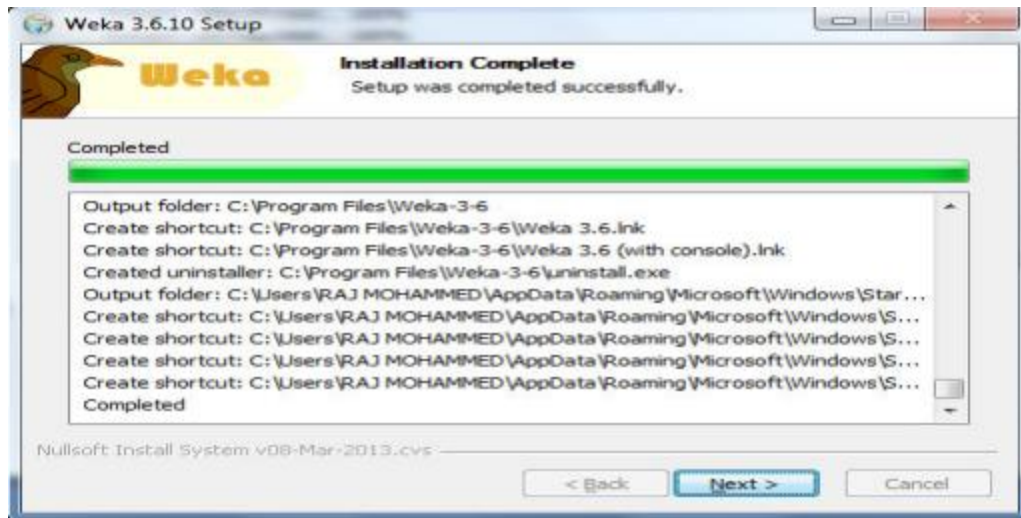 Weka 3.6.10 Setup
Weka
Installation Complete
Setup was completed successfully.
Completed
Output folder: C:\Program Files\Weka-3-6
Create shortcut: C:\Program Files\Weka-3-6\Weka 3.6.lnk
Create shortcut: C:\Program Files\Weka-3-6\Weka 3.6 (with console).lnk
Created uninstaller: C:\Program Files\Weka-3-6\uninstall.exe
Output folder: C:\Users\RAJ MOHAMMED\AppData\Roaming\Microsoft\Windows\Star...
Create shortcut: C:\Users\RAJ MOHAMMED\AppData\Roaming\Microsoft\Windows\S...
Create shortcut: C:\Users\RAJ MOHAMMED\AppData\Roaming\Microsoft\Windows\S...
Create shortcut: C:\Users\RAJ MOHAMMED\AppData\Roaming\Microsoft\Windows\S...
Create shortcut: C:\Users\RAJ MOHAMMED\AppData\Roaming\Microsoft\Windows\S...
Completed
Nullsoft Install System v08-Mar-2013.cvs
< Back
Next >
Cancel